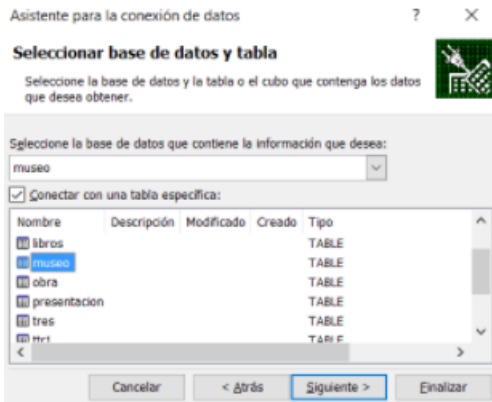 Asistente para la conexión de datos ? ×
Seleccionar base de datos y tabla
Seleccione la base de datos y la tabla o el cubo que contenga los datos
que desea obtener.
Seleccione la base de datos que contiene la información que desea:
museo
Conectar con una tabla específica:
Nombre Descripción Modificado Creado Tipo
libros TABLE
museo TABLE
obra TABLE
presentacion TABLE
tres TABLE
TABLE
Cancelar < Atrás Siguiente > Finalizar